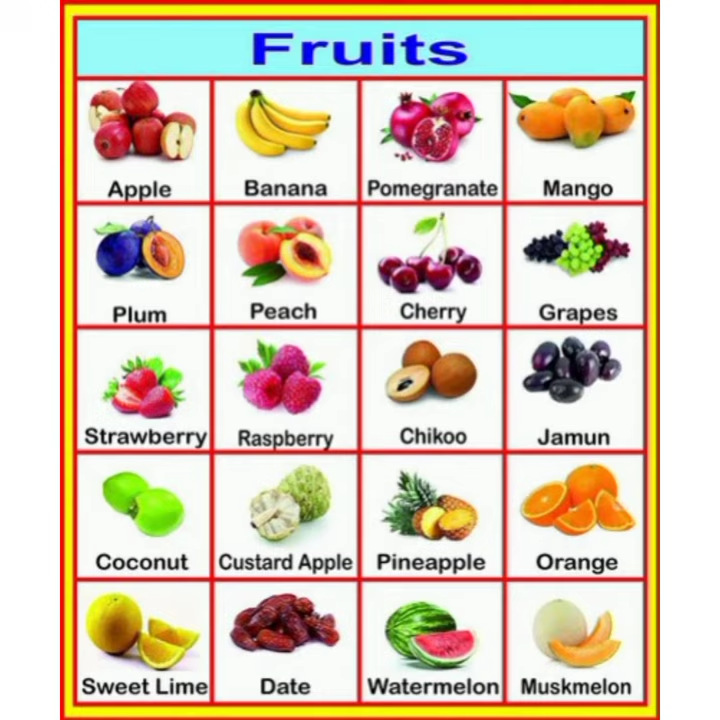 Fruits
Apple Banana Pomegranate Mango
Plum Peach Cherry Grapes
Strawberry Raspberry Chikoo Jamun
Coconut Custard Apple Pineapple Orange
Sweet Lime Date Watermelon Muskmelon